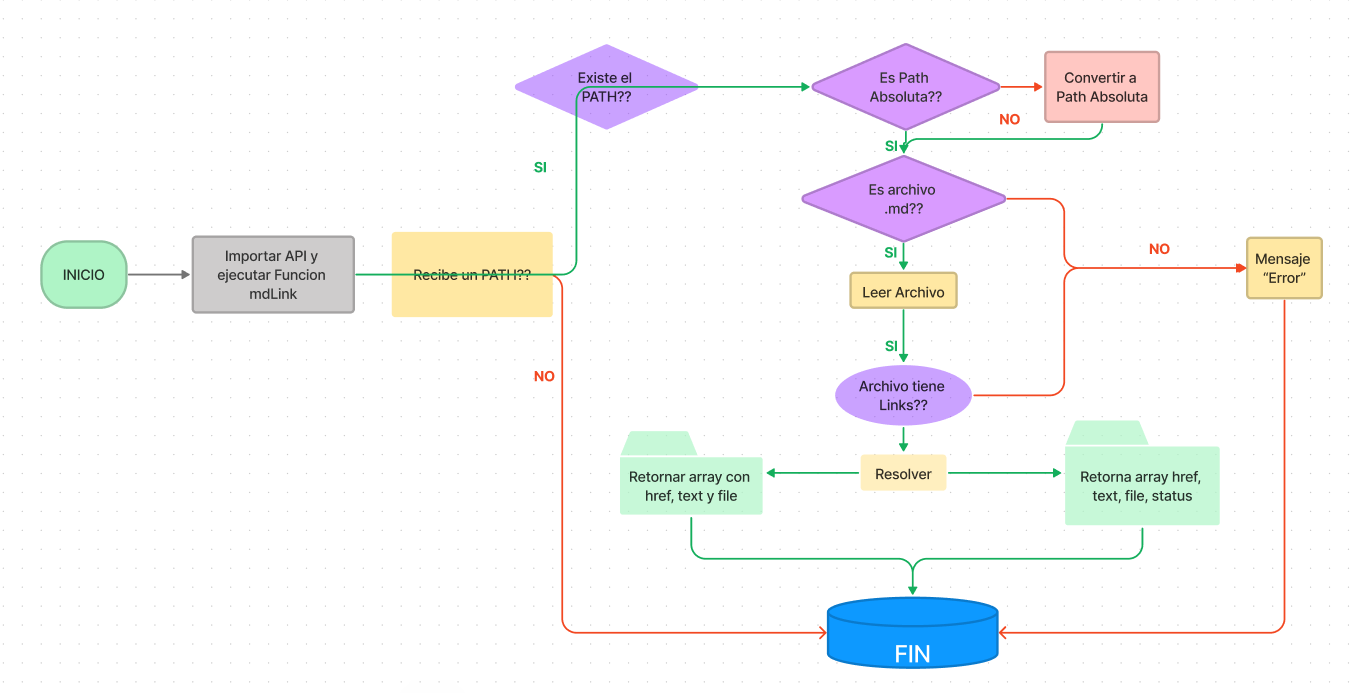 Existe el
PATH??
Es Path
Absoluta??
Convertir a
Path Absoluta
NO
SI
SI
Es archivo
.md??
NO
INICIO
Importar API y
ejecutar Funcion
mdLink
Recibe un PATH??
SI
Leer Archivo
Mensaje
“Error”
SI
NO
Archivo tiene
Links??
Retornar array con
href, text y file
Resolver
Retorna array href,
text, file, status
FIN